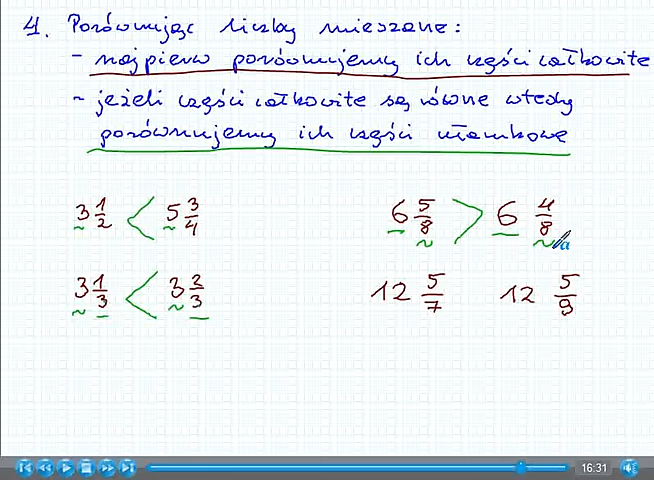 4. Porównując liczby mieszane:
- najpierw porównujemy ich części całkowite
- jeżeli części całkowite są równe wtedy
porównujemy ich części ułamkowe
3 1/2 < 5 3/4
6 5/8 > 6 4/8
3 1/3 < 3 2/3
12 5/7 12 5/9
16:31